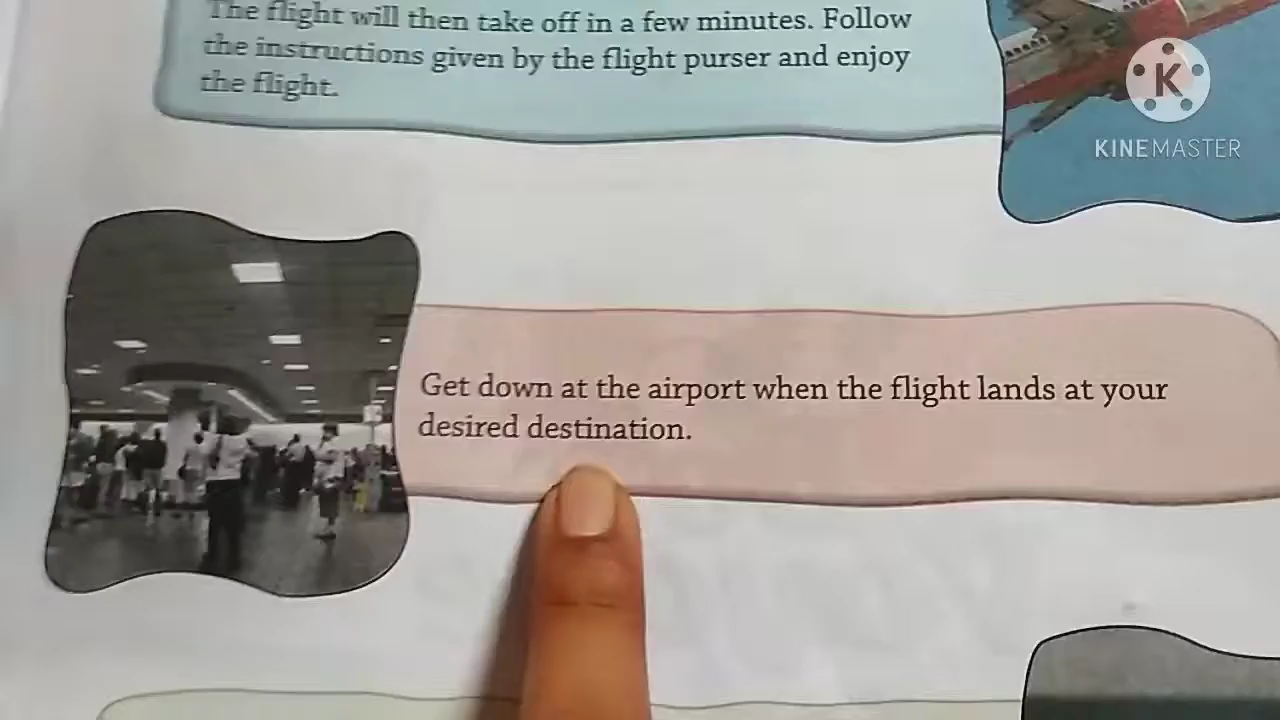 The flight will then take off in a few minutes. Follow
the instructions given by the flight purser and enjoy
the flight.
K
KINEMASTER
Get down at the airport when the flight lands at your
desired destination.